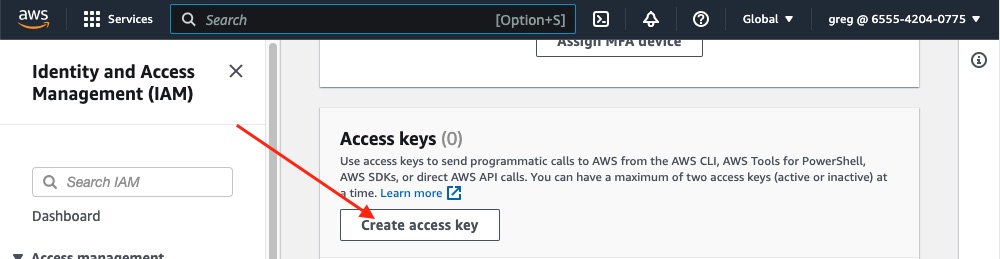 aws
Services
Search
[Option+S]
Global
greg @ 6555-4204-0775
Identity and Access
Management (IAM)
Search IAM
Dashboard
Access management
Assign MFA device
Access keys (0)
Use access keys to send programmatic calls to AWS from the AWS CLI, AWS Tools for PowerShell,
AWS SDKs, or direct AWS API calls. You can have a maximum of two access keys (active or inactive) at
a time. Learn more
Create access key